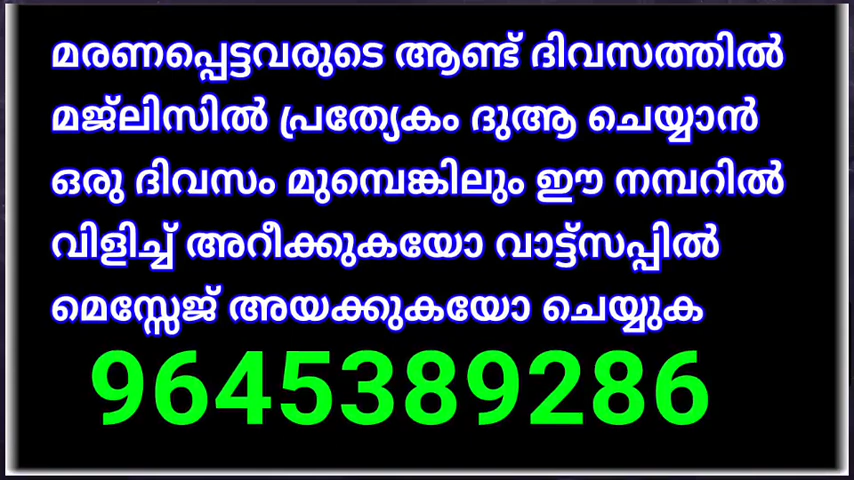 മരണപ്പെട്ടവരുടെ ആണ്ട് ദിവസത്തിൽ
മജ്ലിസിൽ പ്രത്യേകം ദുആ ചെയ്യാൻ
ഒരു ദിവസം മുമ്പെങ്കിലും ഈ നമ്പറിൽ
വിളിച്ച് അറീക്കുകയോ വാട്ട്സപ്പിൽ
മെസ്സേജ് അയക്കുകയോ ചെയ്യുക
9645389286